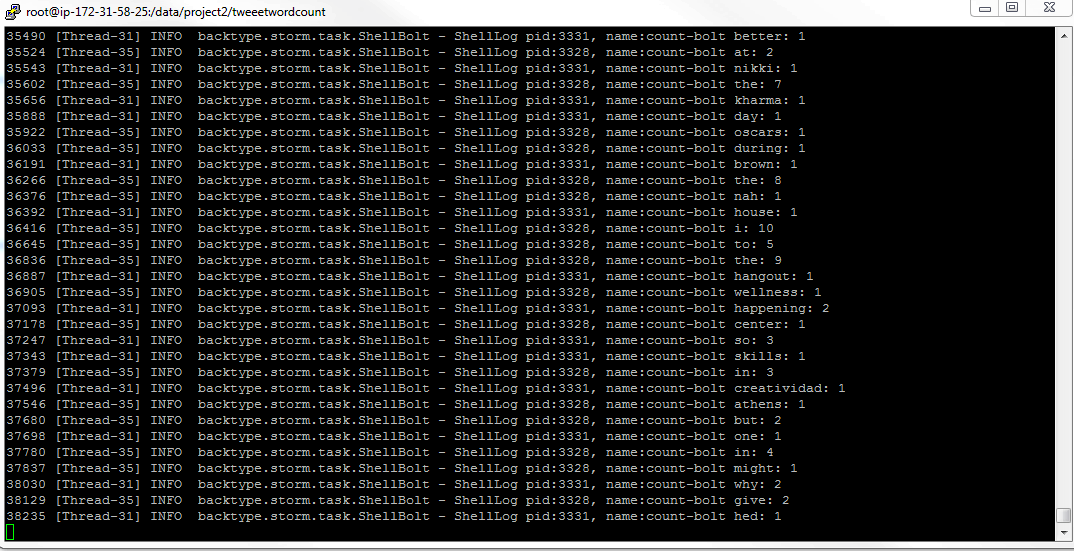 root@ip-172-31-58-25:/data/project2/tweeetwordcount
35490 [Thread-31] INFO  backtype.storm.task.ShellBolt - ShellLog pid:3331, name:count-bolt better: 1
35524 [Thread-35] INFO  backtype.storm.task.ShellBolt - ShellLog pid:3328, name:count-bolt at: 2
35543 [Thread-31] INFO  backtype.storm.task.ShellBolt - ShellLog pid:3331, name:count-bolt nikki: 1
35602 [Thread-35] INFO  backtype.storm.task.ShellBolt - ShellLog pid:3328, name:count-bolt the: 7
35656 [Thread-31] INFO  backtype.storm.task.ShellBolt - ShellLog pid:3331, name:count-bolt kharma: 1
35888 [Thread-31] INFO  backtype.storm.task.ShellBolt - ShellLog pid:3331, name:count-bolt day: 1
35922 [Thread-35] INFO  backtype.storm.task.ShellBolt - ShellLog pid:3328, name:count-bolt oscars: 1
36033 [Thread-35] INFO  backtype.storm.task.ShellBolt - ShellLog pid:3328, name:count-bolt during: 1
36191 [Thread-31] INFO  backtype.storm.task.ShellBolt - ShellLog pid:3331, name:count-bolt brown: 1
36266 [Thread-35] INFO  backtype.storm.task.ShellBolt - ShellLog pid:3328, name:count-bolt the: 8
36376 [Thread-35] INFO  backtype.storm.task.ShellBolt - ShellLog pid:3328, name:count-bolt nah: 1
36392 [Thread-31] INFO  backtype.storm.task.ShellBolt - ShellLog pid:3331, name:count-bolt house: 1
36416 [Thread-35] INFO  backtype.storm.task.ShellBolt - ShellLog pid:3328, name:count-bolt i: 10
36645 [Thread-35] INFO  backtype.storm.task.ShellBolt - ShellLog pid:3328, name:count-bolt to: 5
36836 [Thread-35] INFO  backtype.storm.task.ShellBolt - ShellLog pid:3328, name:count-bolt the: 9
36887 [Thread-31] INFO  backtype.storm.task.ShellBolt - ShellLog pid:3331, name:count-bolt hangout: 1
36905 [Thread-35] INFO  backtype.storm.task.ShellBolt - ShellLog pid:3328, name:count-bolt wellness: 1
37093 [Thread-31] INFO  backtype.storm.task.ShellBolt - ShellLog pid:3331, name:count-bolt happening: 2
37178 [Thread-35] INFO  backtype.storm.task.ShellBolt - ShellLog pid:3328, name:count-bolt center: 1
37247 [Thread-31] INFO  backtype.storm.task.ShellBolt - ShellLog pid:3331, name:count-bolt so: 3
37343 [Thread-31] INFO  backtype.storm.task.ShellBolt - ShellLog pid:3331, name:count-bolt skills: 1
37379 [Thread-35] INFO  backtype.storm.task.ShellBolt - ShellLog pid:3328, name:count-bolt in: 3
37496 [Thread-31] INFO  backtype.storm.task.ShellBolt - ShellLog pid:3331, name:count-bolt creatividad: 1
37546 [Thread-35] INFO  backtype.storm.task.ShellBolt - ShellLog pid:3331, name:count-bolt athens: 1
37680 [Thread-35] INFO  backtype.storm.task.ShellBolt - ShellLog pid:3328, name:count-bolt but: 2
37698 [Thread-31] INFO  backtype.storm.task.ShellBolt - ShellLog pid:3331, name:count-bolt one: 1
37780 [Thread-35] INFO  backtype.storm.task.ShellBolt - ShellLog pid:3328, name:count-bolt in: 4
37837 [Thread-35] INFO  backtype.storm.task.ShellBolt - ShellLog pid:3328, name:count-bolt might: 1
38030 [Thread-31] INFO  backtype.storm.task.ShellBolt - ShellLog pid:3331, name:count-bolt why: 2
38129 [Thread-35] INFO  backtype.storm.task.ShellBolt - ShellLog pid:3328, name:count-bolt give: 2
38235 [Thread-31] INFO  backtype.storm.task.ShellBolt - ShellLog pid:3331, name:count-bolt hed: 1